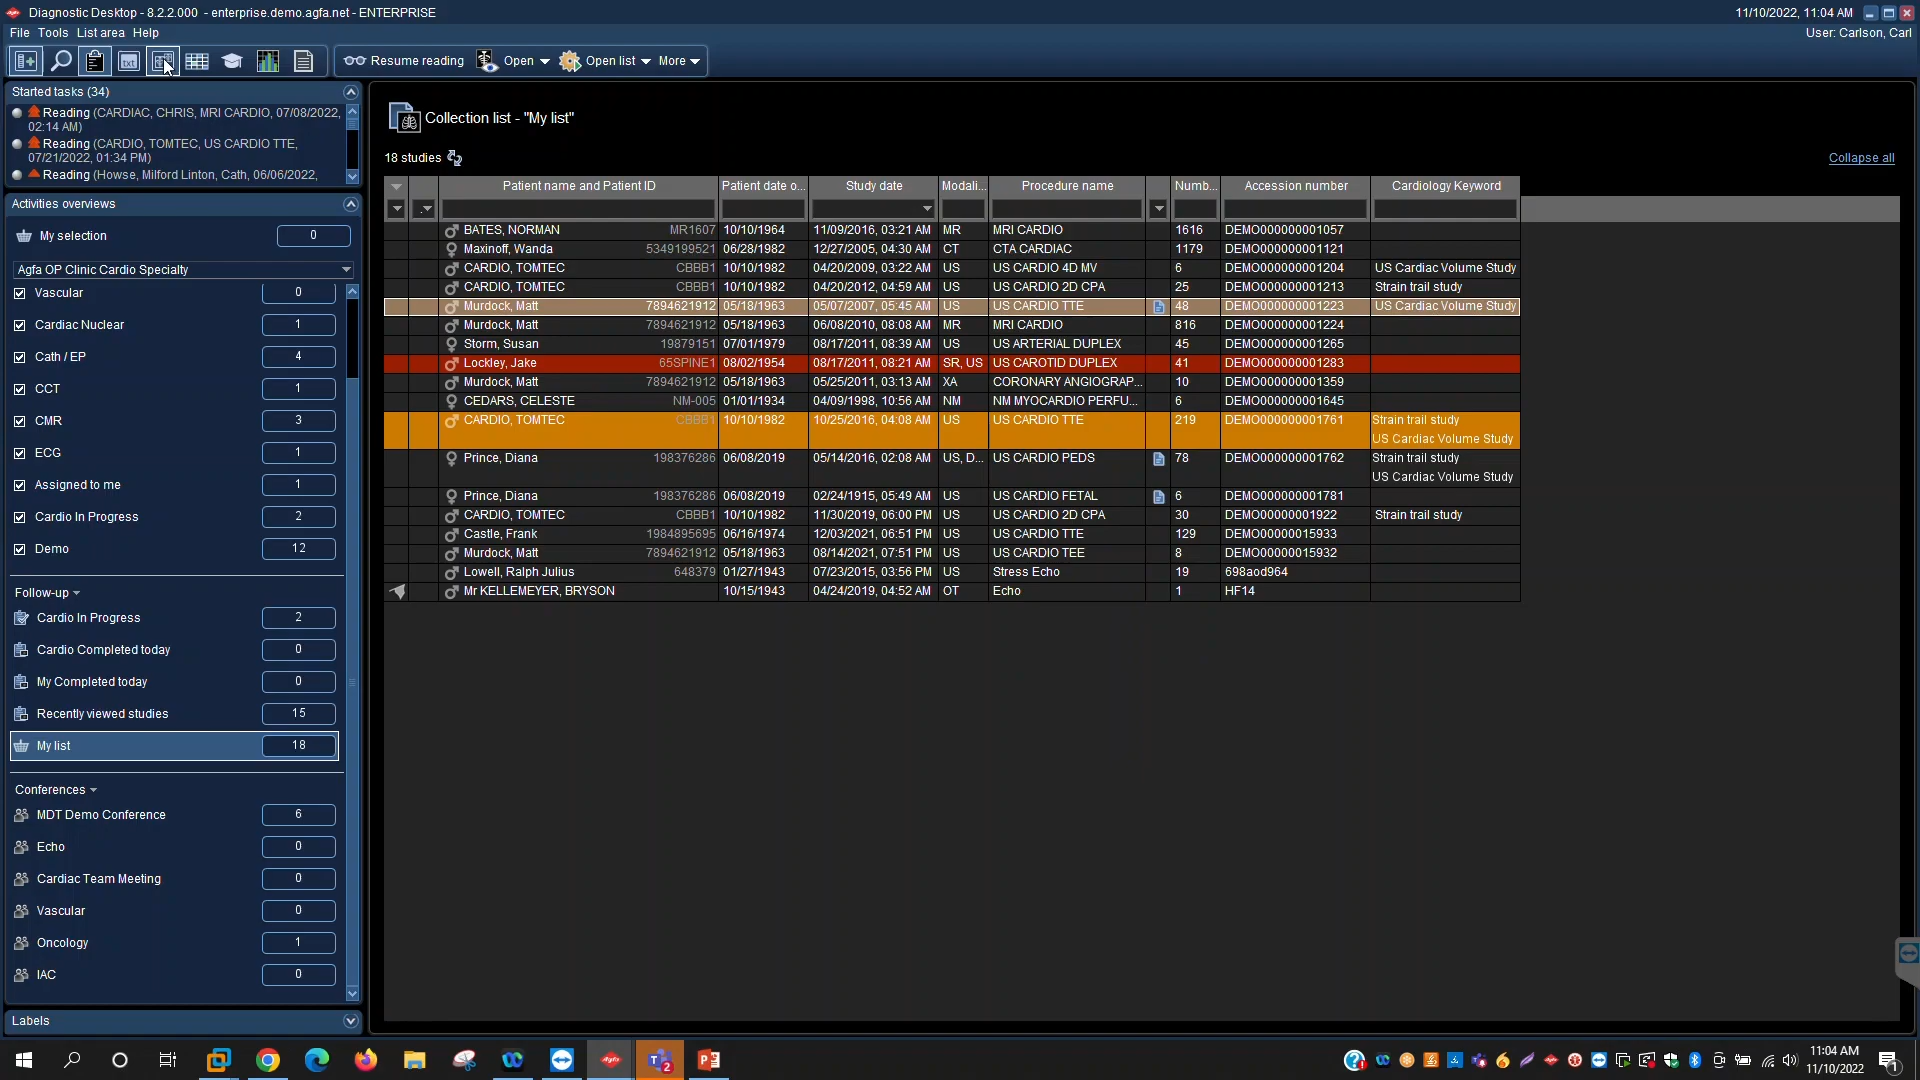 Diagnostic Desktop - 8.2.2.000  - enterprise.demo.agfa.net - ENTERPRISE
11/10/2022, 11:04 AM
File Tools List area Help
User: Carlson, Carl
txt
Resume reading Open Open list More
Started tasks (34)
Reading (CARDIAC, CHRIS, MRI CARDIO, 07/08/2022,
02:14 AM)
Reading (CARDIO, TOMTEC, US CARDIO TTE,
07/21/2022, 01:34 PM)
Reading (Howse, Milford Linton, Cath, 06/06/2022,
Activities overviews
My selection 0
Agfa OP Clinic Cardio Specialty
Vascular 0
Cardiac Nuclear 1
Cath / EP 4
CCT 1
CMR 3
ECG 1
Assigned to me 1
Cardio In Progress 2
Demo 12
Follow-up
Cardio In Progress 2
Cardio Completed today 0
My Completed today 0
Recently viewed studies 15
My list 18
Conferences
MDT Demo Conference 6
Echo 0
Cardiac Team Meeting 0
Vascular 0
Oncology 1
IAC 0
Labels
Collection list - "My list"
18 studies
Collapse all
Patient name and Patient ID Patient date o... Study date Modali... Procedure name Numb... Accession number Cardiology Keyword
BATES, NORMAN MR1607 10/10/1964 11/09/2016, 03:21 AM MR MRI CARDIO 1616 DEMO000000001057
Maxinoff, Wanda 5349199521 06/28/1982 12/27/2005, 04:30 AM CT CTA CARDIAC 1179 DEMO000000001121
CARDIO, TOMTEC CBBB1 10/10/1982 04/20/2009, 03:22 AM US US CARDIO 4D MV 6 DEMO000000001204 US Cardiac Volume Study
CARDIO, TOMTEC CBBB1 10/10/1982 04/20/2012, 04:59 AM US US CARDIO 2D CPA 25 DEMO000000001213 Strain trail study
Murdock, Matt 7894621912 05/18/1963 05/07/2007, 05:45 AM US US CARDIO TTE 48 DEMO000000001223 US Cardiac Volume Study
Murdock, Matt 7894621912 05/18/1963 06/08/2010, 08:08 AM MR MRI CARDIO 816 DEMO000000001224
Storm, Susan 19879151 07/01/1979 08/17/2011, 08:39 AM US US ARTERIAL DUPLEX 45 DEMO000000001265
Lockley, Jake 65SPINE1 08/02/1954 08/17/2011, 08:21 AM SR, US US CAROTID DUPLEX 41 DEMO000000001283
Murdock, Matt 7894621912 05/18/1963 05/25/2011, 03:13 AM XA CORONARY ANGIOGRAP... 10 DEMO000000001359
CEDARS, CELESTE NM-005 01/01/1934 04/09/1998, 10:56 AM NM NM MYOCARDIO PERFU... 6 DEMO000000001645
CARDIO, TOMTEC CBBB1 10/10/1982 10/25/2016, 04:08 AM US US CARDIO TTE 219 DEMO000000001761 Strain trail study
US Cardiac Volume Study
Prince, Diana 198376286 06/08/2019 05/14/2016, 02:08 AM US, D... US CARDIO PEDS 78 DEMO000000001762 Strain trail study
US Cardiac Volume Study
Prince, Diana 198376286 06/08/2019 02/24/1915, 05:49 AM US US CARDIO FETAL 6 DEMO000000001781
CARDIO, TOMTEC CBBB1 10/10/1982 11/30/2019, 06:00 PM US US CARDIO 2D CPA 30 DEMO000000001922 Strain trail study
Castle, Frank 1984895695 06/16/1974 12/03/2021, 06:51 PM US US CARDIO TTE 129 DEMO00000015933
Murdock, Matt 7894621912 05/18/1963 08/14/2021, 07:51 PM US US CARDIO TEE 8 DEMO00000015932
Lowell, Ralph Julius 648379 01/27/1943 07/23/2015, 03:56 PM US Stress Echo 19 698aod964
Mr KELLEMEYER, BRYSON 10/15/1943 04/24/2019, 04:52 AM OT Echo 1 HF14
11:04 AM
11/10/2022